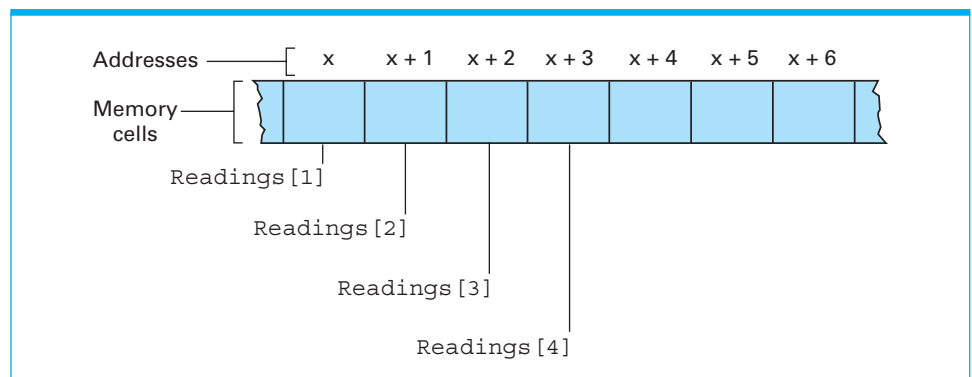 Addresses x x + 1 x + 2 x + 3 x + 4 x + 5 x + 6
Memory
cells
Readings[1]
Readings[2]
Readings[3]
Readings[4]